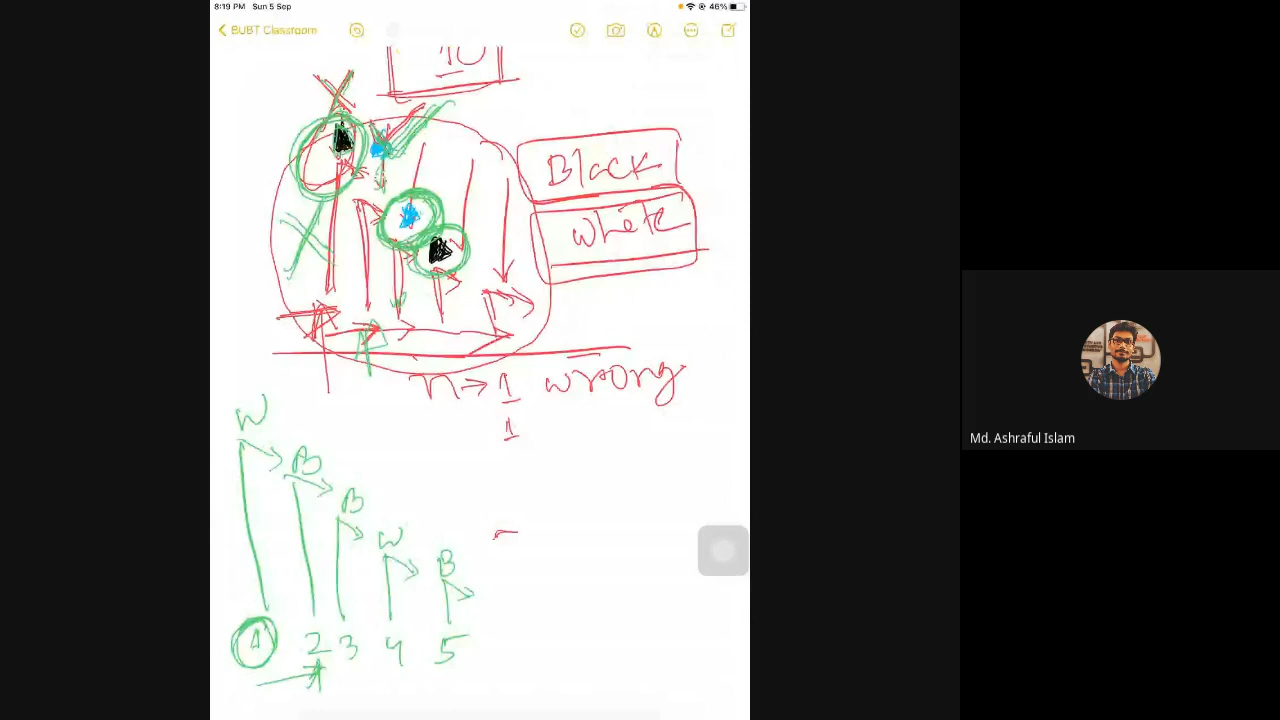 8:19 PM Sun 5 Sep
46%
BUBT Classroom
10
Black
White
n → 1 wrong
1
W
B
B
W
B
1 2 3 4 5
Md. Ashraful Islam